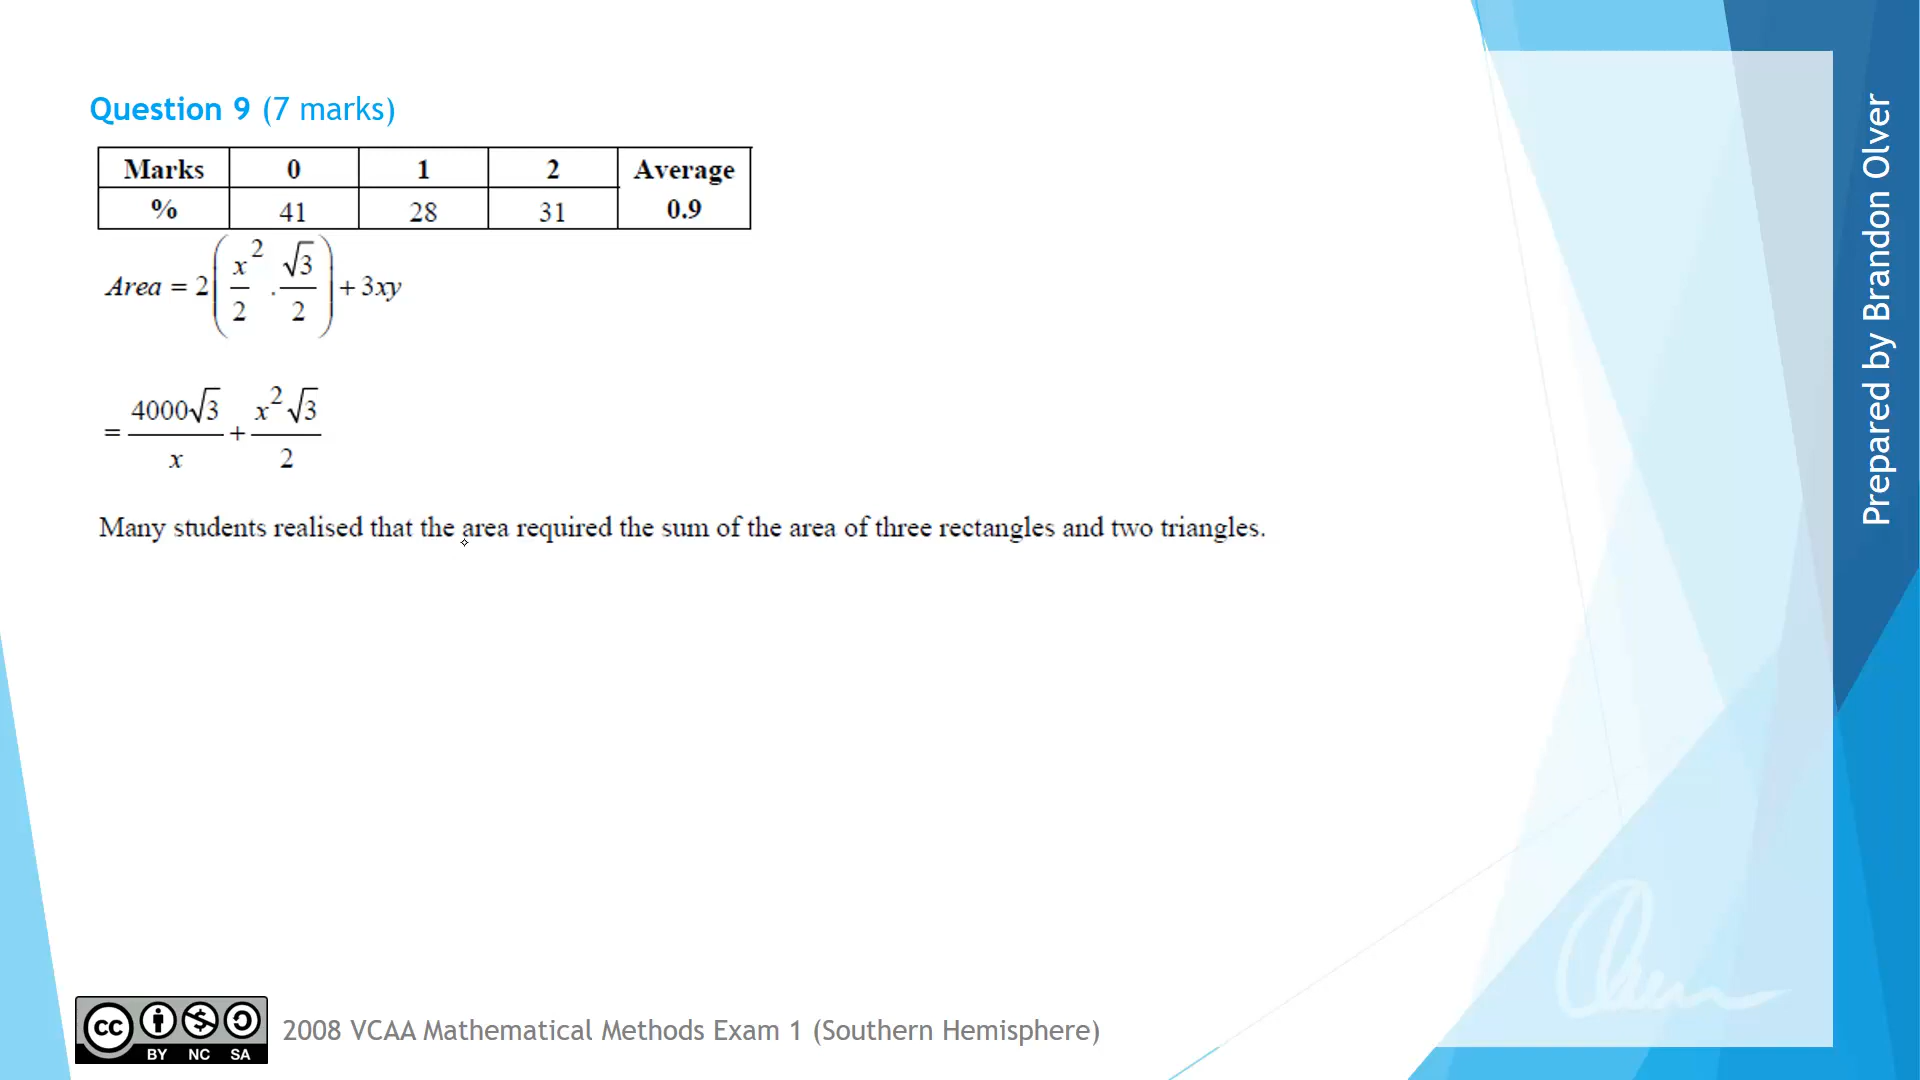 Question 9 (7 marks)
Marks 0 1 2 Average
% 41 28 31 0.9
Area = 2(x²/2 . √3/2) + 3xy
= 4000√3/x + x²√3/2
Many students realised that the area required the sum of the area of three rectangles and two triangles.
Prepared by Brandon Olver
cc BY NC SA
2008 VCAA Mathematical Methods Exam 1 (Southern Hemisphere)